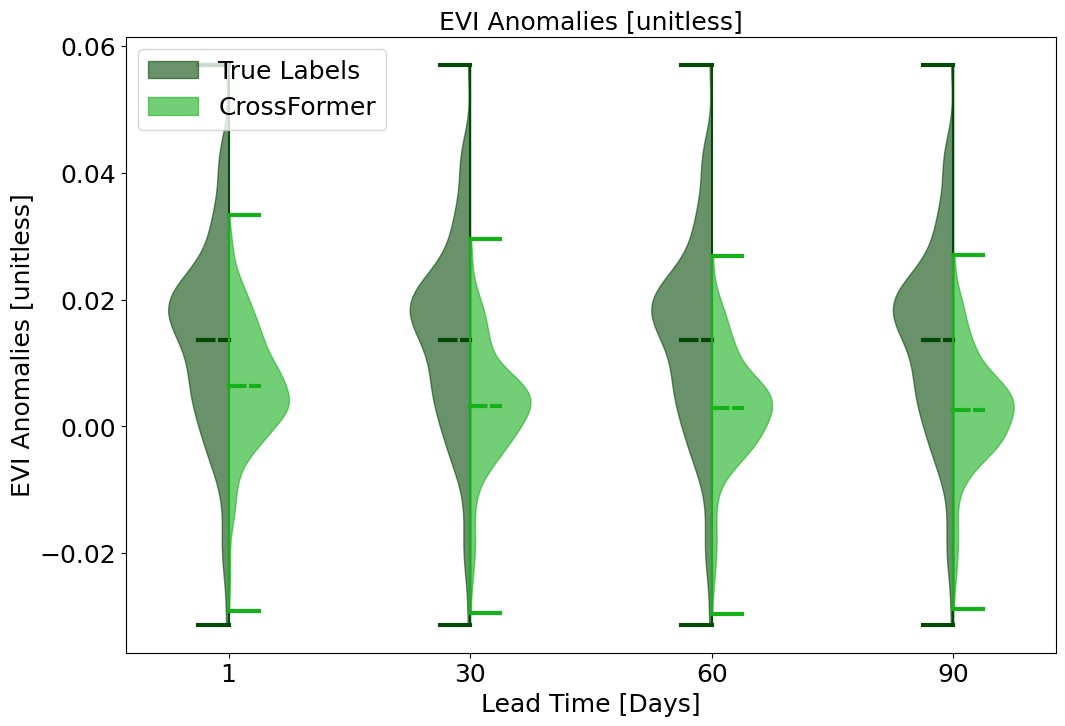 EVI Anomalies [unitless]
True Labels
CrossFormer
EVI Anomalies [unitless]
0.06
0.04
0.02
0.00
−0.02
1 30 60 90
Lead Time [Days]